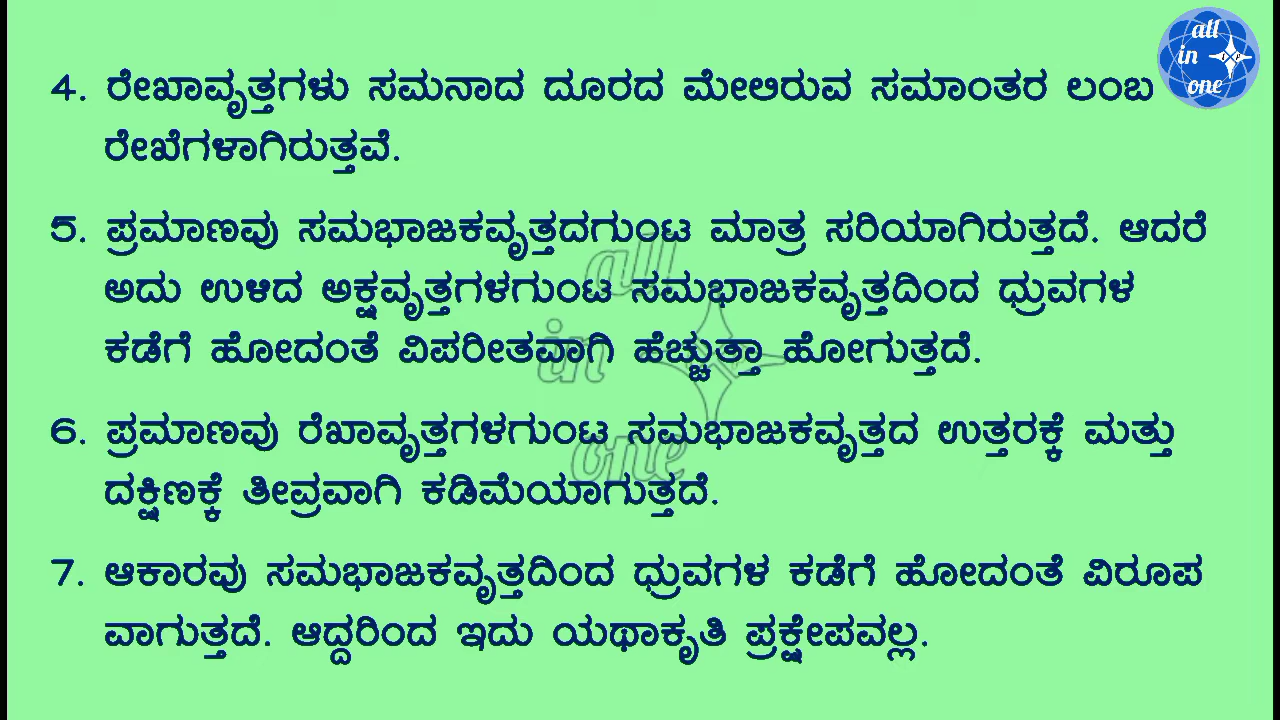 all
in
one
4. ರೇಖಾವೃತ್ತಗಳು ಸಮನಾದ ದೂರದ ಮೇಲಿರುವ ಸಮಾಂತರ ಲಂಬ
ರೇಖೆಗಳಾಗಿರುತ್ತವೆ.
5. ಪ್ರಮಾಣವು ಸಮಭಾಜಕವೃತ್ತದಗುಂಟ ಮಾತ್ರ ಸರಿಯಾಗಿರುತ್ತದೆ. ಆದರೆ
ಅದು ಉಳಿದ ಅಕ್ಷವೃತ್ತಗಳಗುಂಟ ಸಮಭಾಜಕವೃತ್ತದಿಂದ ಧ್ರುವಗಳ
ಕಡೆಗೆ ಹೋದಂತೆ ವಿಪರೀತವಾಗಿ ಹೆಚ್ಚುತ್ತಾ ಹೋಗುತ್ತದೆ.
all
in
one
6. ಪ್ರಮಾಣವು ರೆಖಾವೃತ್ತಗಳಗುಂಟ ಸಮಭಾಜಕವೃತ್ತದ ಉತ್ತರಕ್ಕೆ ಮತ್ತು
ದಕ್ಷಿಣಕ್ಕೆ ತೀವ್ರವಾಗಿ ಕಡಿಮೆಯಾಗುತ್ತದೆ.
7. ಆಕಾರವು ಸಮಭಾಜಕವೃತ್ತದಿಂದ ಧ್ರುವಗಳ ಕಡೆಗೆ ಹೋದಂತೆ ವಿರೂಪ
ವಾಗುತ್ತದೆ. ಆದ್ದರಿಂದ ಇದು ಯಥಾಕೃತಿ ಪ್ರಕ್ಷೇಪವಲ್ಲ.